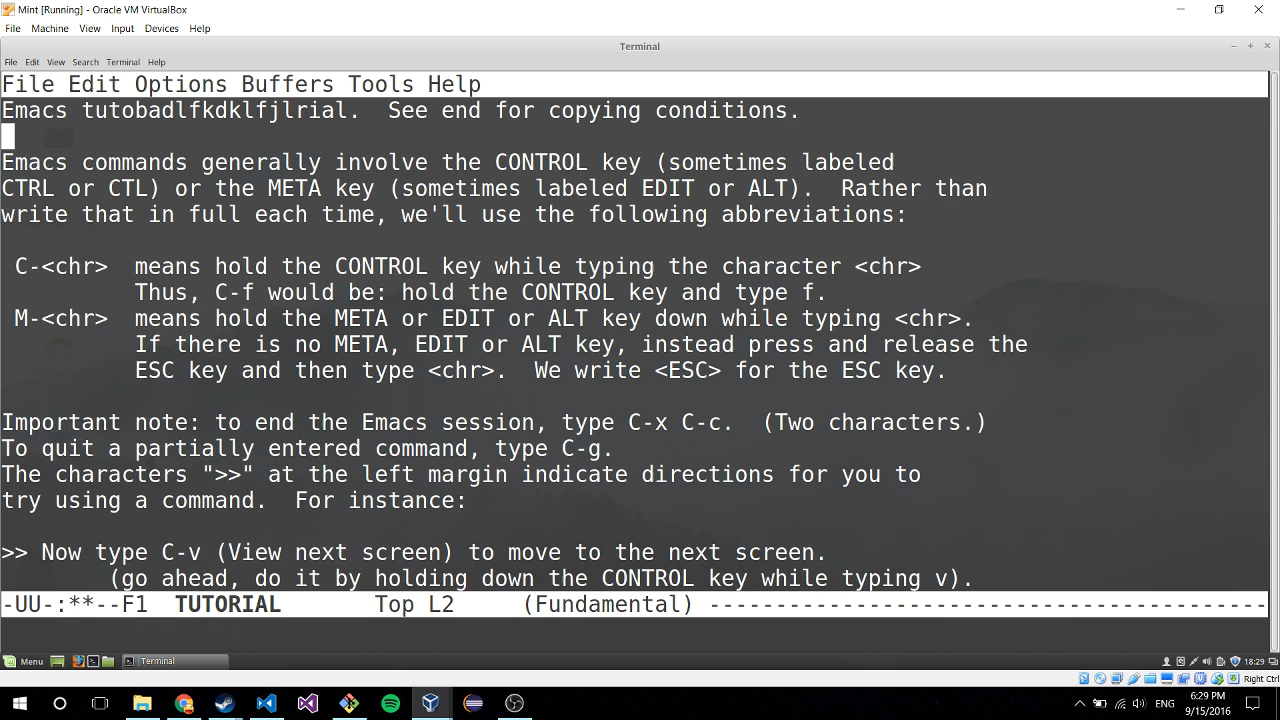 Mint [Running] - Oracle VM VirtualBox
File Machine View Input Devices Help
Terminal
File Edit View Search Terminal Help
File Edit Options Buffers Tools Help
Emacs tutobadlfkdklfjlrial.  See end for copying conditions.
Emacs commands generally involve the CONTROL key (sometimes labeled
CTRL or CTL) or the META key (sometimes labeled EDIT or ALT).  Rather than
write that in full each time, we'll use the following abbreviations:
C-<chr>  means hold the CONTROL key while typing the character <chr>
Thus, C-f would be: hold the CONTROL key and type f.
M-<chr>  means hold the META or EDIT or ALT key down while typing <chr>.
If there is no META, EDIT or ALT key, instead press and release the
ESC key and then type <chr>.  We write <ESC> for the ESC key.
Important note: to end the Emacs session, type C-x C-c.  (Two characters.)
To quit a partially entered command, type C-g.
The characters ">>" at the left margin indicate directions for you to
try using a command.  For instance:
>> Now type C-v (View next screen) to move to the next screen.
(go ahead, do it by holding down the CONTROL key while typing v).
-UU-:**--F1  TUTORIAL       Top L2     (Fundamental) ------------------------------------------
Menu Terminal 18:29
Right Ctrl
6:29 PM
9/15/2016